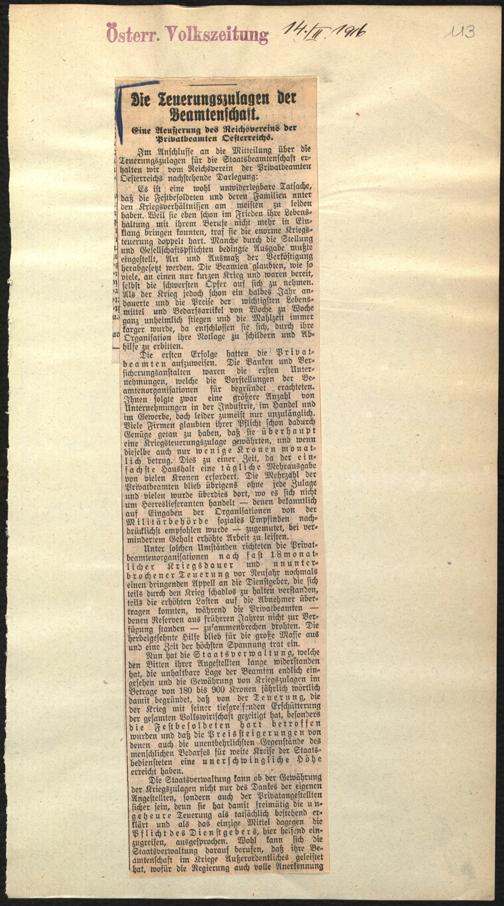 Österr. Volkszeitung
14./II. 1916
113
Die Teuerungszulagen der
Beamtenschaft.
Eine Aeußerung des Reichsvereins der
Privatbeamten Oesterreichs.
Im Anschlusse an die Mitteilung über die
Teuerungszulagen für die Staatsbeamtenschaft er-
halten wir vom Reichsverein der Privatbeamten
Oesterreichs nachstehende Darlegung:
Es ist eine wohl unwiderlegbare Tatsache,
daß die Festbesoldeten und deren Familien unter
den Kriegsverhältnissen am meisten zu leiden
haben. Weil sie eben schon im Frieden ihre Lebens-
haltung mit ihrem Berufe nicht mehr in Ein-
klang bringen konnten, traf sie die enorme Kriegs-
teuerung doppelt hart. Manche durch die Stellung
und Gesellschaftspflichten bedingte Ausgabe mußte
eingestellt, Art und Ausmaß der Verköstigung
herabgesetzt werden. Die Beamten glaubten, wie so
viele, an einen nur kurzen Krieg und waren bereit,
selbst die schwersten Opfer auf sich zu nehmen.
Als der Krieg jedoch schon ein halbes Jahr an-
dauerte und die Preise der wichtigsten Lebens-
mittel und Bedarfsartikel von Woche zu Woche
ganz unheimlich stiegen und die Mahlzeit immer
karger wurde, da entschlossen sie sich, durch ihre
Organisation ihre Notlage zu schildern und Ab-
hilfe zu erbitten.
Die ersten Erfolge hatten die Privat-
beamten aufzuweisen. Die Banken und Ver-
sicherungsanstalten waren die ersten Unter-
nehmungen, welche die Vorstellungen der Be-
amtenorganisationen für begründet erachteten.
Ihnen folgte zwar eine größere Anzahl von
Unternehmungen in der Industrie, im Handel und
im Gewerbe, doch leider zumeist nur unzulänglich.
Viele Firmen glaubten ihrer Pflicht schon dadurch
Genüge getan zu haben, daß sie überhaupt
eine Kriegsteuerungszulage gewährten, und wenn
dieselbe auch nur wenige Kronen monat-
lich betrug. Dies zu einer Zeit, da der ein-
fachste Haushalt eine tägliche Mehrausgabe
von vielen Kronen erfordert. Die Mehrzahl der
Privatbeamten blieb übrigens ohne jede Zulage
und vielen wurde überdies dort, wo es sich nicht
um Heereslieferanten handelt — denen bekanntlich
auf Eingaben der Organisationen von der
Militärbehörde soziales Empfinden nach-
drücklichst empfohlen wurde — zugemutet, bei ver-
mindertem Gehalt erhöhte Arbeit zu leisten.
Unter solchen Umständen richteten die Privat-
beamtenorganisationen nach fast 18monat-
licher Kriegsdauer und ununter-
brochener Teuerung vor Neujahr nochmals
einen dringenden Appell an die Dienstgeber, die sich
teils durch den Krieg schadlos zu halten verstanden,
teils die erhöhten Lasten auf die Abnehmer über-
tragen konnten, während die Privatbeamten —
denen Reserven aus früheren Jahren nicht zur Ver-
fügung standen — zusammenbrechen drohten. Die
herbeigesehnte Hilfe blieb für die große Masse aus
und eine Zeit der höchsten Spannung trat ein.
Nun hat die Staatsverwaltung, welche
den Bitten ihrer Angestellten lange widerstanden
hat, die unhaltbare Lage der Beamten endlich ein-
gesehen und die Gewährung von Kriegszulagen im
Betrage von 180 bis 900 Kronen jährlich wörtlich
damit begründet, daß von der Teuerung, die
der Krieg mit seiner tiefgreifenden Erschütterung
der gesamten Volkswirtschaft gezeitigt hat, besonders
die Festbesoldeten hart betroffen
wurden und daß die Preissteigerungen von
denen auch die unentbehrlichsten Gegenstände des
menschlichen Bedarfes für weite Kreise der Staats-
bediensteten eine unerschwingliche Höhe
erreicht haben.
Die Staatsverwaltung kann ob der Gewährung
der Kriegszulagen nicht nur des Dankes der eigenen
Angestellten, sondern auch der Privatangestellten
sicher sein, denn sie hat damit freimütig die un-
geheure Teuerung als tatsächlich bestehend er-
klärt und als das einzige Mittel dagegen die
Pflicht des Dienstgebers, hier helfend ein-
zugreifen, ausgesprochen. Wohl kann sich die
Staatsverwaltung darauf berufen, daß ihre Be-
amtenschaft im Kriege Außerordentliches geleistet
hat, wofür die Regierung auch volle Anerkennung